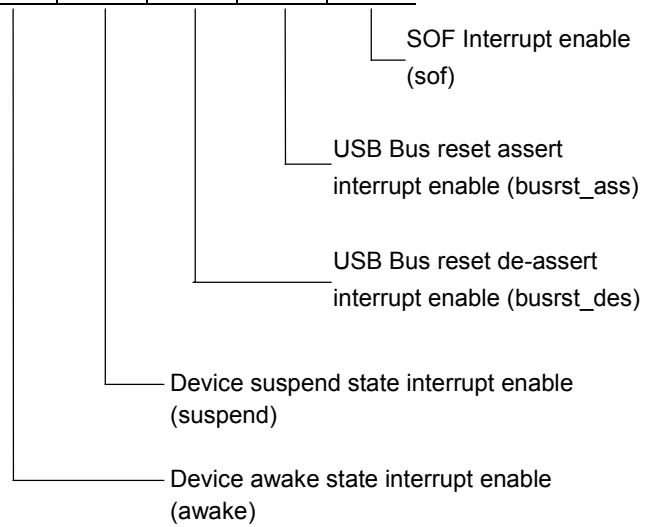 SOF Interrupt enable
(sof)
USB Bus reset assert
interrupt enable (busrst_ass)
USB Bus reset de-assert
interrupt enable (busrst_des)
Device suspend state interrupt enable
(suspend)
Device awake state interrupt enable
(awake)